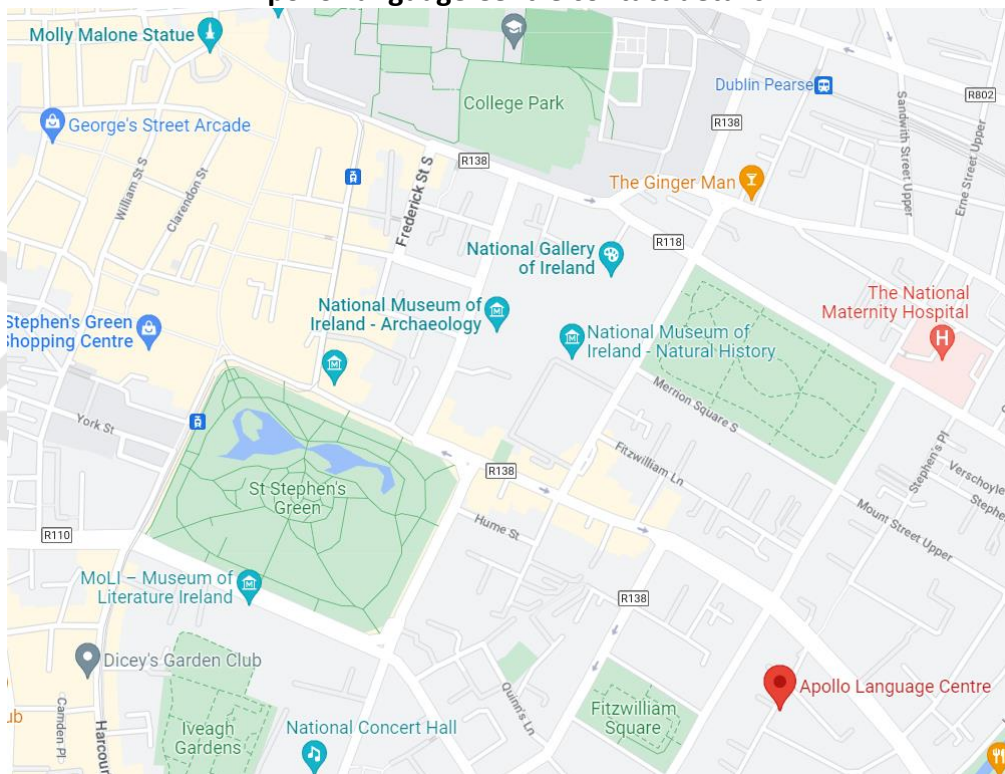 Molly Malone Statue
College Park
Dublin Pearse
R802
R138
George's Street Arcade
R138
Sandwith Street Upper
Erne Street Upper
William St S
Clarendon St
Frederick St S
The Ginger Man
R118
National Gallery
of Ireland
The National
Maternity Hospital
H
National Museum of
Ireland - Archaeology
Stephen's Green
Shopping Centre
National Museum of
Ireland - Natural History
Merrion Square S
York St
Fitzwilliam Ln
Stephen's Pl
R138
St Stephen's
Green
Hume St
Mount Street Upper
R110
MoLI – Museum of
Literature Ireland
R138
Dicey's Garden Club
Apollo Language Centre
Quinn's Ln
Fitzwilliam
Square
Camden Pl
Iveagh
Gardens
National Concert Hall